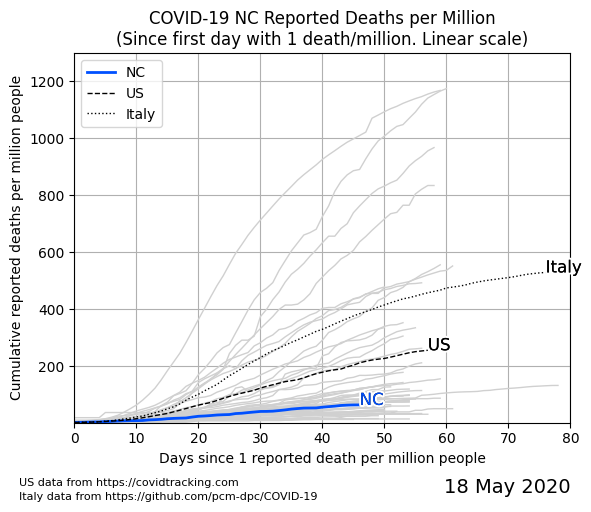 COVID-19 NC Reported Deaths per Million
(Since first day with 1 death/million. Linear scale)
Cumulative reported deaths per million people
1200
1000
800
600
400
200
NC
US
Italy
Italy
US
NC
0 10 20 30 40 50 60 70 80
Days since 1 reported death per million people
US data from https://covidtracking.com
Italy data from https://github.com/pcm-dpc/COVID-19
18 May 2020